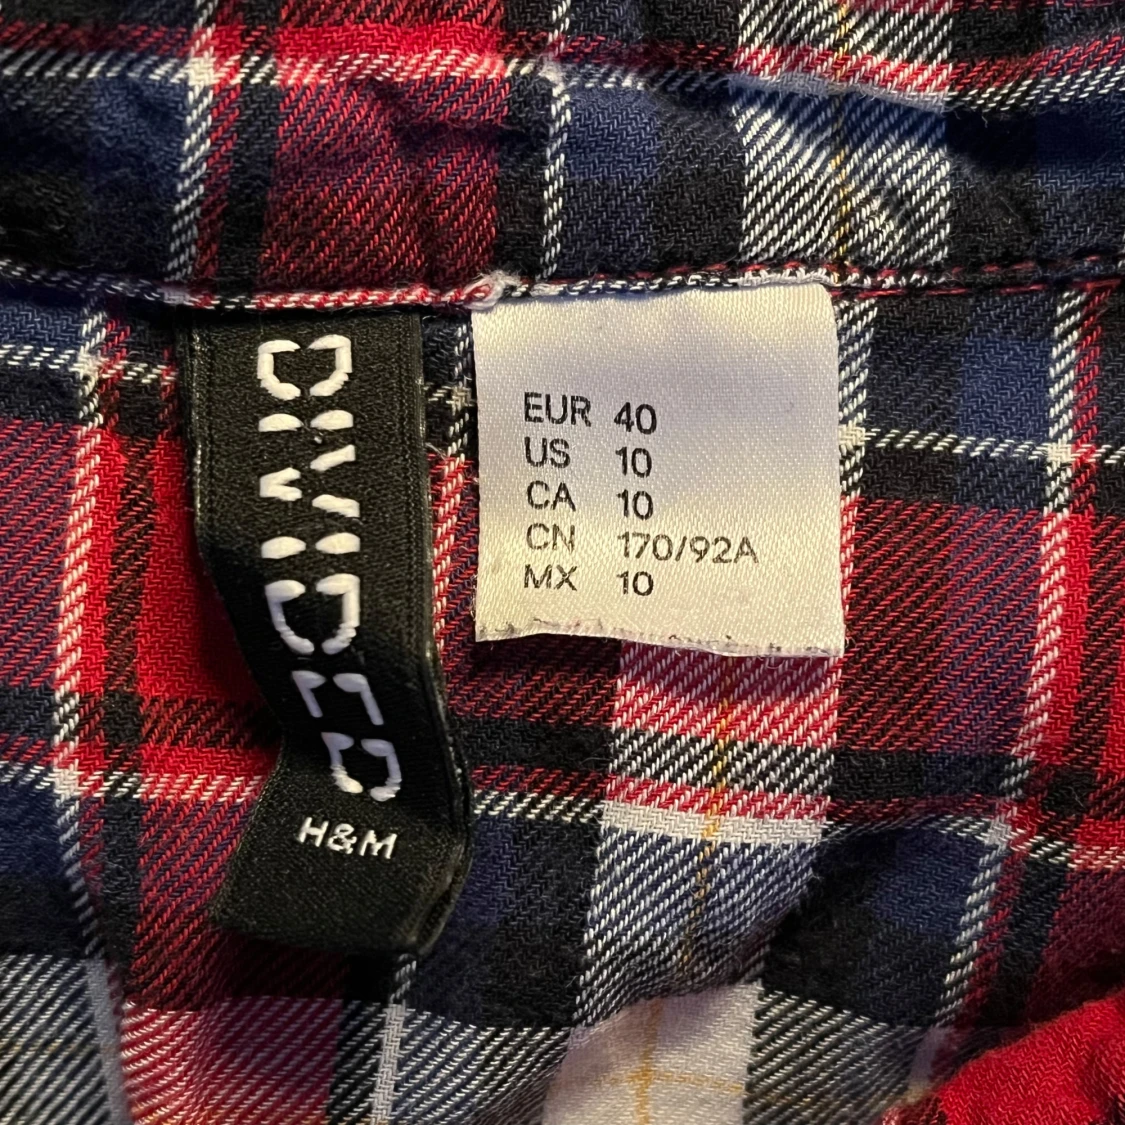 DIVIDED
H&M
EUR 40
US 10
CA 10
CN 170/92A
MX 10